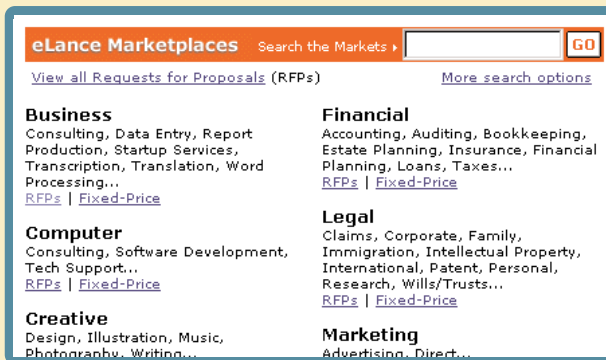 eLance Marketplaces Search the Markets GO
View all Requests for Proposals (RFPs) More search options
Business
Consulting, Data Entry, Report
Production, Startup Services,
Transcription, Translation, Word
Processing...
RFPs | Fixed-Price
Computer
Consulting, Software Development,
Tech Support...
RFPs | Fixed-Price
Creative
Design, Illustration, Music,
Photography, Writing...
Financial
Accounting, Auditing, Bookkeeping,
Estate Planning, Insurance, Financial
Planning, Loans, Taxes...
RFPs | Fixed-Price
Legal
Claims, Corporate, Family,
Immigration, Intellectual Property,
International, Patent, Personal,
Research, Wills/Trusts...
RFPs | Fixed-Price
Marketing
Advertising, Direct...